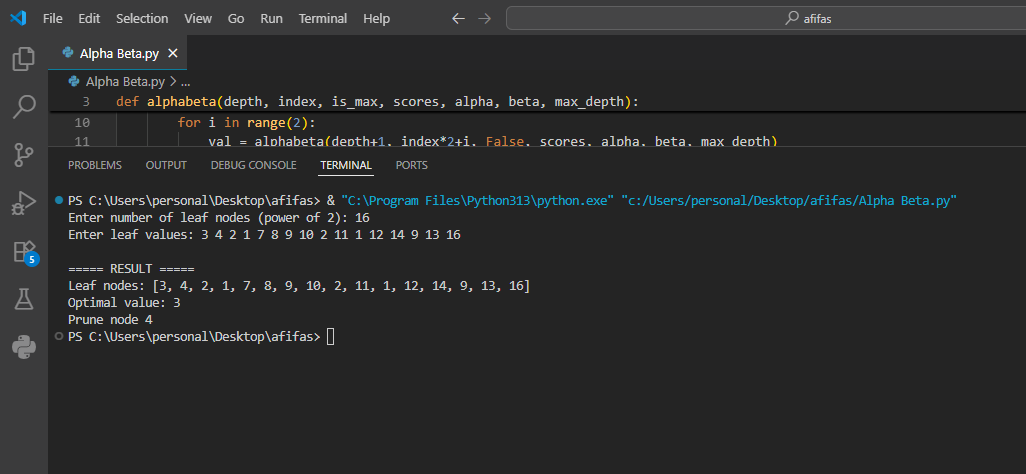 File Edit Selection View Go Run Terminal Help afifas
Alpha Beta.py
Alpha Beta.py > ...
3 def alphabeta(depth, index, is_max, scores, alpha, beta, max_depth):
10 for i in range(2):
11 val = alphabeta(depth+1, index*2+i, False, scores, alpha, beta, max_depth)
PROBLEMS OUTPUT DEBUG CONSOLE TERMINAL PORTS
PS C:\Users\personal\Desktop\afifas> & "C:\Program Files\Python313\python.exe" "c:/Users/personal/Desktop/afifas/Alpha Beta.py"
Enter number of leaf nodes (power of 2): 16
Enter leaf values: 3 4 2 1 7 8 9 10 2 11 1 12 14 9 13 16
===== RESULT =====
Leaf nodes: [3, 4, 2, 1, 7, 8, 9, 10, 2, 11, 1, 12, 14, 9, 13, 16]
Optimal value: 3
Prune node 4
PS C:\Users\personal\Desktop\afifas>
5